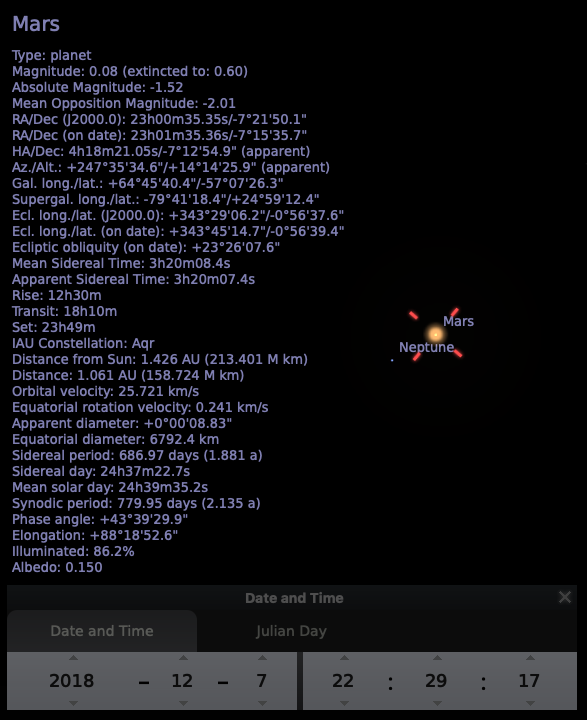 Mars
Type: planet
Magnitude: 0.08 (extincted to: 0.60)
Absolute Magnitude: -1.52
Mean Opposition Magnitude: -2.01
RA/Dec (J2000.0): 23h00m35.35s/-7°21'50.1"
RA/Dec (on date): 23h01m35.36s/-7°15'35.7"
HA/Dec: 4h18m21.05s/-7°12'54.9" (apparent)
Az./Alt.: +247°35'34.6"/+14°14'25.9" (apparent)
Gal. long./lat.: +64°45'40.4"/-57°07'26.3"
Supergal. long./lat.: -79°41'18.4"/+24°59'12.4"
Ecl. long./lat. (J2000.0): +343°29'06.2"/-0°56'37.6"
Ecl. long./lat. (on date): +343°45'14.7"/-0°56'39.4"
Ecliptic obliquity (on date): +23°26'07.6"
Mean Sidereal Time: 3h20m08.4s
Apparent Sidereal Time: 3h20m07.4s
Rise: 12h30m
Transit: 18h10m
Set: 23h49m
IAU Constellation: Aqr
Distance from Sun: 1.426 AU (213.401 M km)
Distance: 1.061 AU (158.724 M km)
Orbital velocity: 25.721 km/s
Equatorial rotation velocity: 0.241 km/s
Apparent diameter: +0°00'08.83"
Equatorial diameter: 6792.4 km
Sidereal period: 686.97 days (1.881 a)
Sidereal day: 24h37m22.7s
Mean solar day: 24h39m35.2s
Synodic period: 779.95 days (2.135 a)
Phase angle: +43°39'29.9"
Elongation: +88°18'52.6"
Illuminated: 86.2%
Albedo: 0.150
Mars
Neptune
Date and Time
Date and Time Julian Day
2018 – 12 – 7 22 : 29 : 17